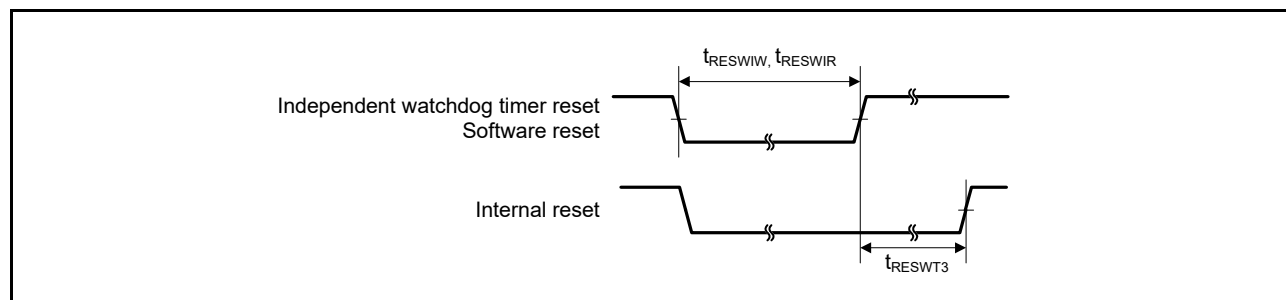 tRESWIW, tRESWIR
Independent watchdog timer reset
Software reset
Internal reset
tRESWT3